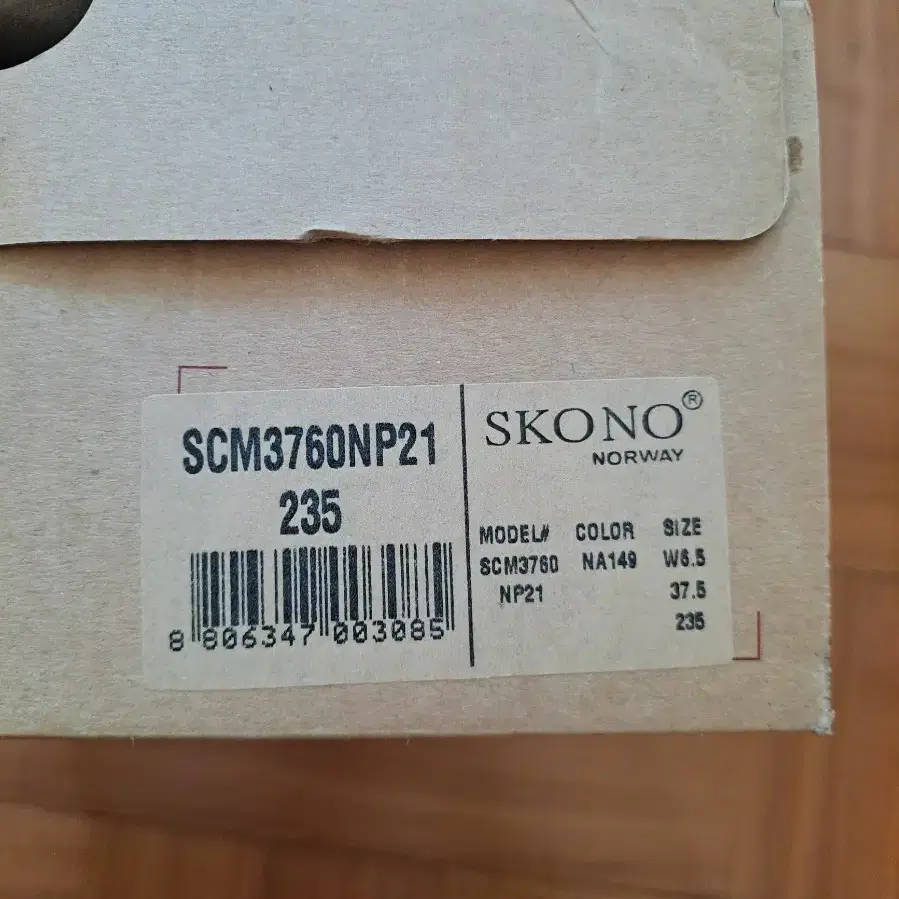 SCM3760NP21
235
8 806347 003085
SKONO®
NORWAY
MODEL# COLOR SIZE
SCM3760 NA149 W6.5
NP21 37.5
235